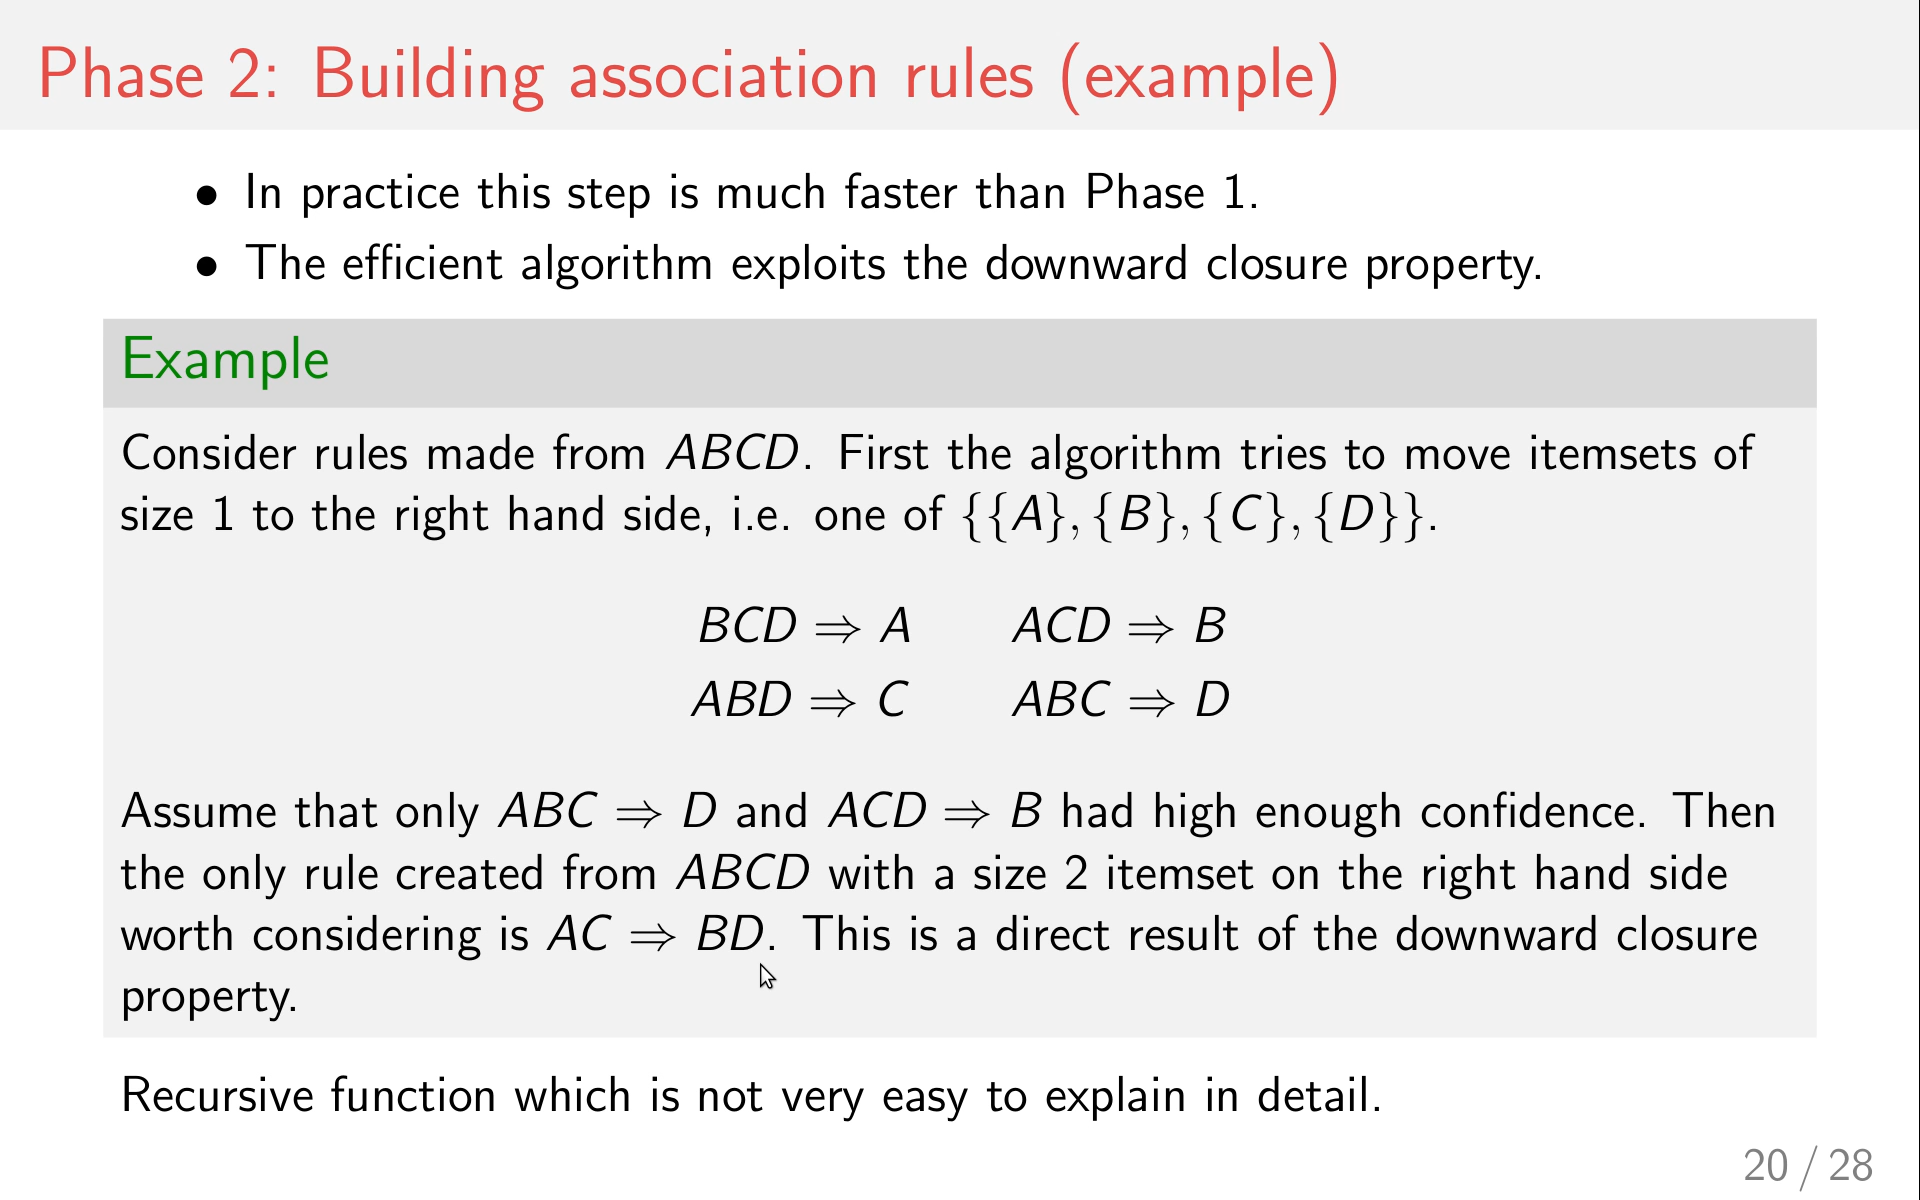 Phase 2: Building association rules (example)
• In practice this step is much faster than Phase 1.
• The efficient algorithm exploits the downward closure property.
Example
Consider rules made from ABCD. First the algorithm tries to move itemsets of
size 1 to the right hand side, i.e. one of {{A}, {B}, {C}, {D}}.
BCD ⇒ A ACD ⇒ B
ABD ⇒ C ABC ⇒ D
Assume that only ABC ⇒ D and ACD ⇒ B had high enough confidence. Then
the only rule created from ABCD with a size 2 itemset on the right hand side
worth considering is AC ⇒ BD. This is a direct result of the downward closure
property.
Recursive function which is not very easy to explain in detail.
20 / 28